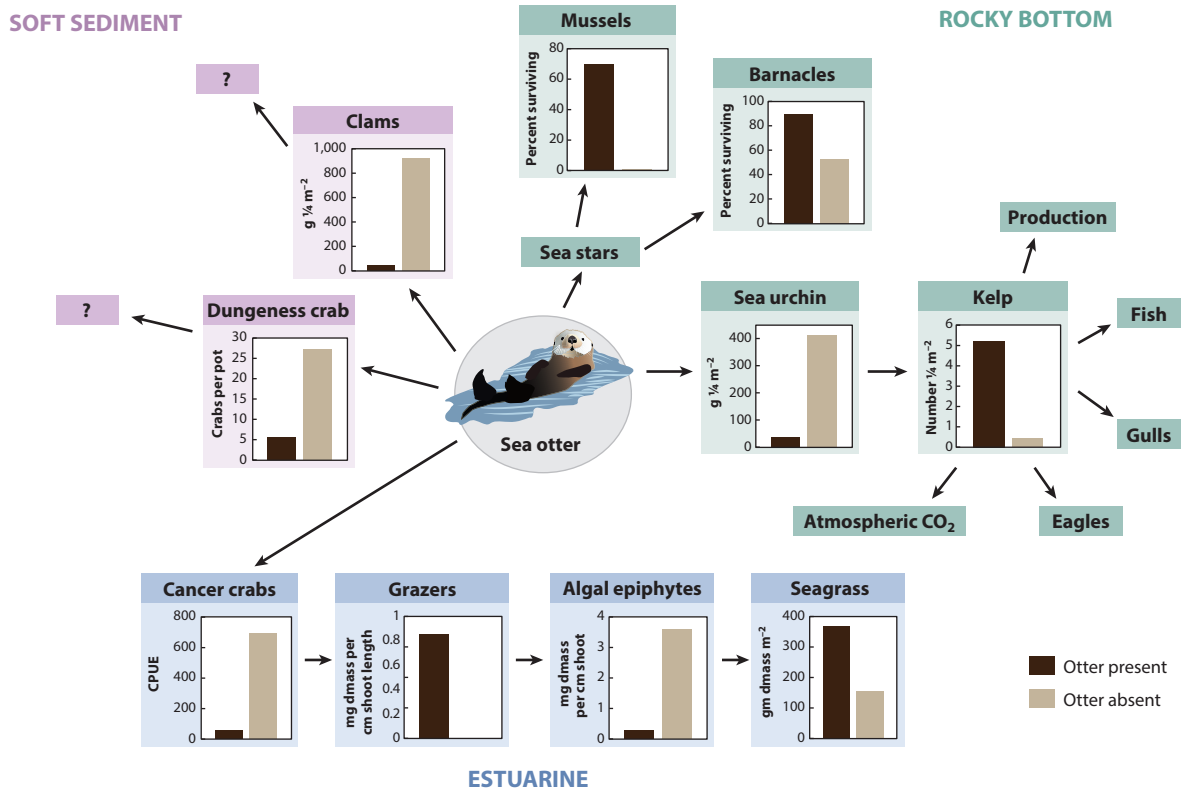 SOFT SEDIMENT
ROCKY BOTTOM
Mussels
Percent surviving
80
60
40
20
0
Barnacles
Percent surviving
100
80
60
40
20
0
?
Clams
g ¼ m⁻²
1,000
800
600
400
200
0
Sea stars
Production
?
Dungeness crab
Crabs per pot
30
25
20
15
10
5
0
Sea otter
Sea urchin
g ¼ m⁻²
400
300
200
100
0
Kelp
Number ¼ m⁻²
6
5
4
3
2
1
0
Fish
Gulls
Atmospheric CO₂
Eagles
Cancer crabs
CPUE
800
600
400
200
0
Grazers
mg dmass per
cm shoot length
1
0.8
0.6
0.4
0.2
0
Algal epiphytes
mg dmass
per cm shoot
4
3
2
1
0
Seagrass
gm dmass m⁻²
400
300
200
100
0
Otter present
Otter absent
ESTUARINE